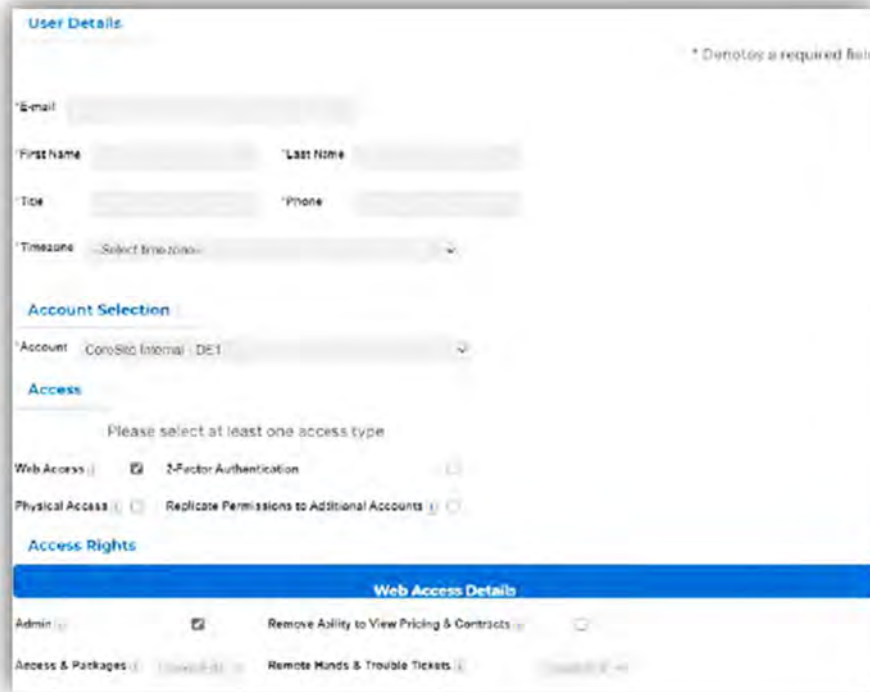 User Details
* Denotes a required
*E-mail
*First Name *Last Name
*Title *Phone
*Timezone --Select timezone--
Account Selection
*Account CoreSite Internal - DE1
Access
Please select at least one access type
Web Access 2-Factor Authentication
Physical Access Replicate Permissions to Additional Accounts
Access Rights
Web Access Details
Admin Remove Ability to View Pricing & Contracts
Access & Packages Remote Hands & Trouble Tickets